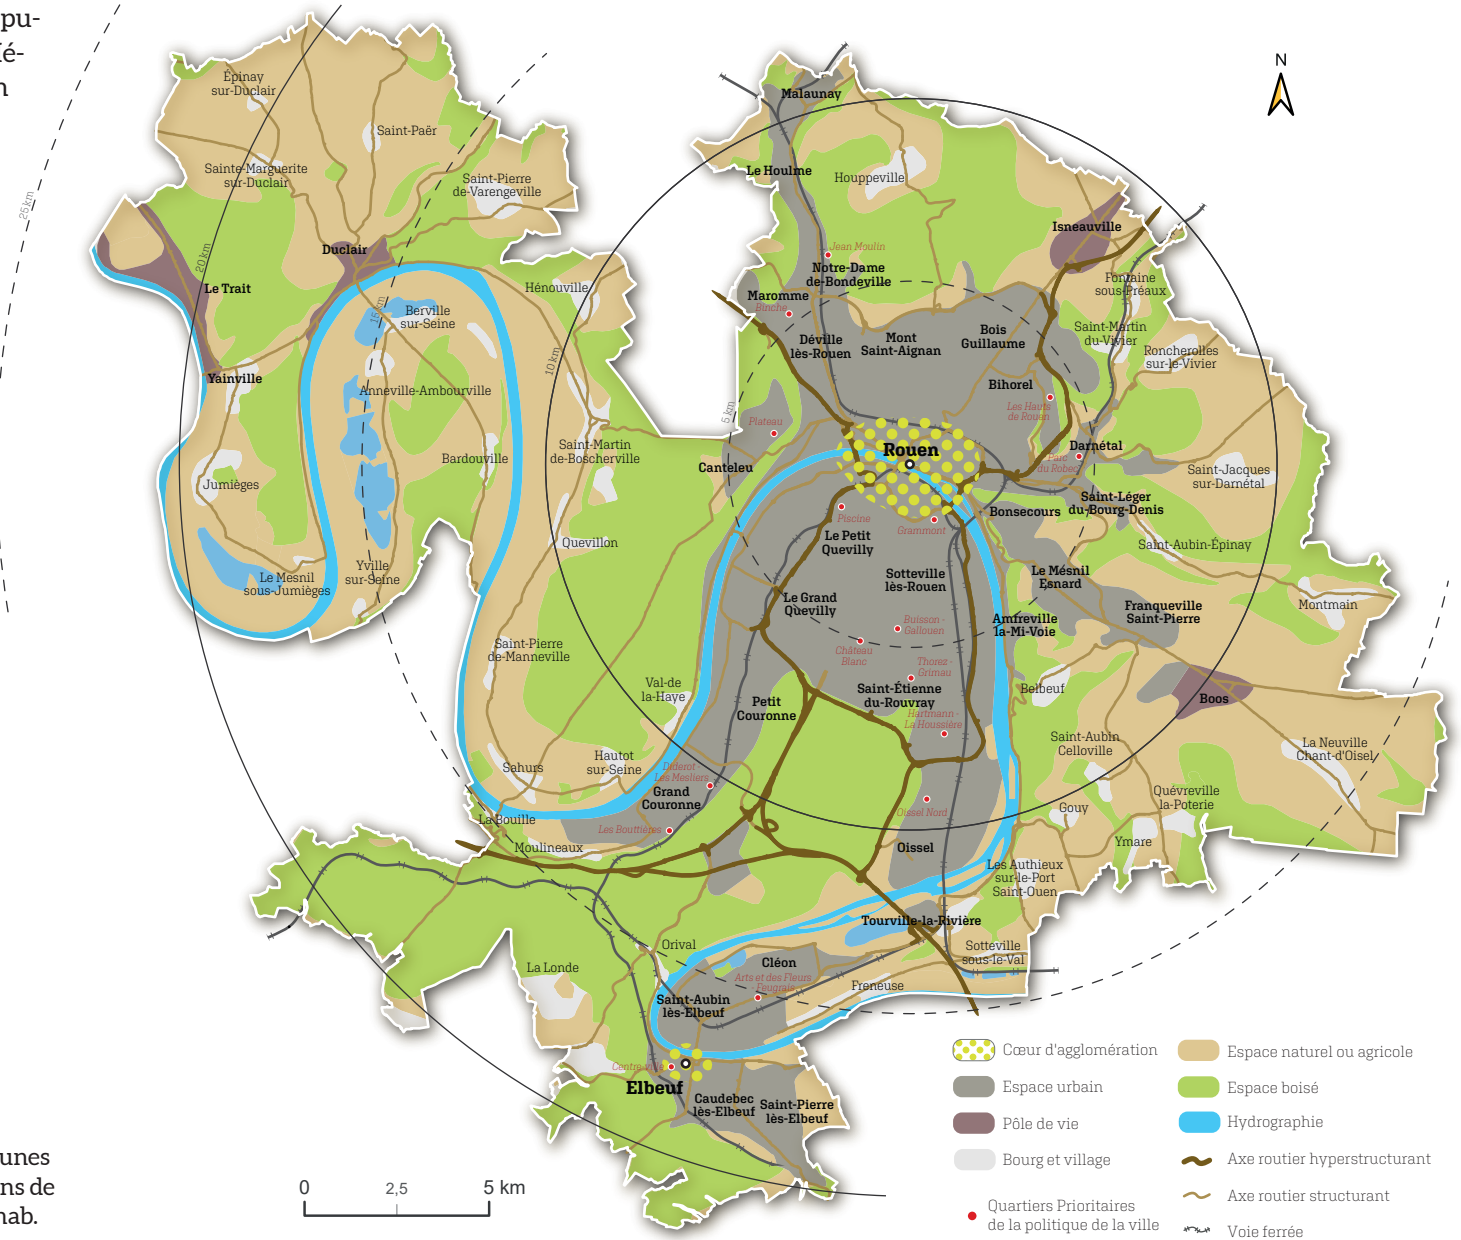 pu-
é-
n
N
25 km
20 km
15 km
10 km
5 km
Épinay
sur-Duclair
Saint-Paër
Sainte-Marguerite
sur-Duclair
Saint-Pierre
de-Varengeville
Duclair
Le Trait
Yainville
Hénouville
Berville
sur-Seine
Anneville-Ambourville
Bardouville
Saint-Martin
de-Boscherville
Jumièges
Le Mesnil
sous-Jumièges
Yville
sur-Seine
Quevillon
Saint-Pierre
de-Manneville
Val-de
la-Haye
Hautot
sur-Seine
Sahurs
La Bouille
Moulineaux
Malaunay
Le Houlme
Houppeville
Jean Moulin
Notre-Dame
de-Bondeville
Maromme
Binche
Déville
lès-Rouen
Mont
Saint-Aignan
Bois
Guillaume
Bihorel
Les Hauts
de Rouen
Isneauville
Fontaine
sous-Préaux
Saint-Martin
du-Vivier
Roncherolles
sur-le-Vivier
Plateau
Canteleu
Rouen
Darnétal
Parc
du Robec
Saint-Jacques
sur-Darnétal
Saint-Léger
du-Bourg-Denis
Bonsecours
Saint-Aubin-Épinay
Piscine
Grammont
Le Petit
Quevilly
Sotteville
lès-Rouen
Le Grand
Quevilly
Le Mésnil
Esnard
Franqueville
Saint-Pierre
Montmain
Amfreville
la-Mi-Voie
Buisson -
Gallouen
Château
Blanc
Thorez -
Grimau
Saint-Étienne
du-Rouvray
Hartmann -
La Houssière
Belbeuf
Boos
Petit
Couronne
Saint-Aubin
Celloville
La Neuville
Chant-d'Oisel
Diderot -
Les Mesliers
Grand
Couronne
Les Bouttières
Oissel Nord
Oissel
Gouy
Quévreville
la-Poterie
Ymare
Les Authieux
sur-le-Port
Saint-Ouen
Tourville-la-Rivière
Sotteville
sous-le-Val
Orival
La Londe
Cléon
Arts et des Fleurs
Feugrais
Freneuse
Saint-Aubin
lès-Elbeuf
Centre-ville
Elbeuf
Caudebec
lès-Elbeuf
Saint-Pierre
lès-Elbeuf
Cœur d'agglomération
Espace urbain
Pôle de vie
Bourg et village
Quartiers Prioritaires
de la politique de la ville
Espace naturel ou agricole
Espace boisé
Hydrographie
Axe routier hyperstructurant
Axe routier structurant
Voie ferrée
0 2,5 5 km
unes
ns de
hab.